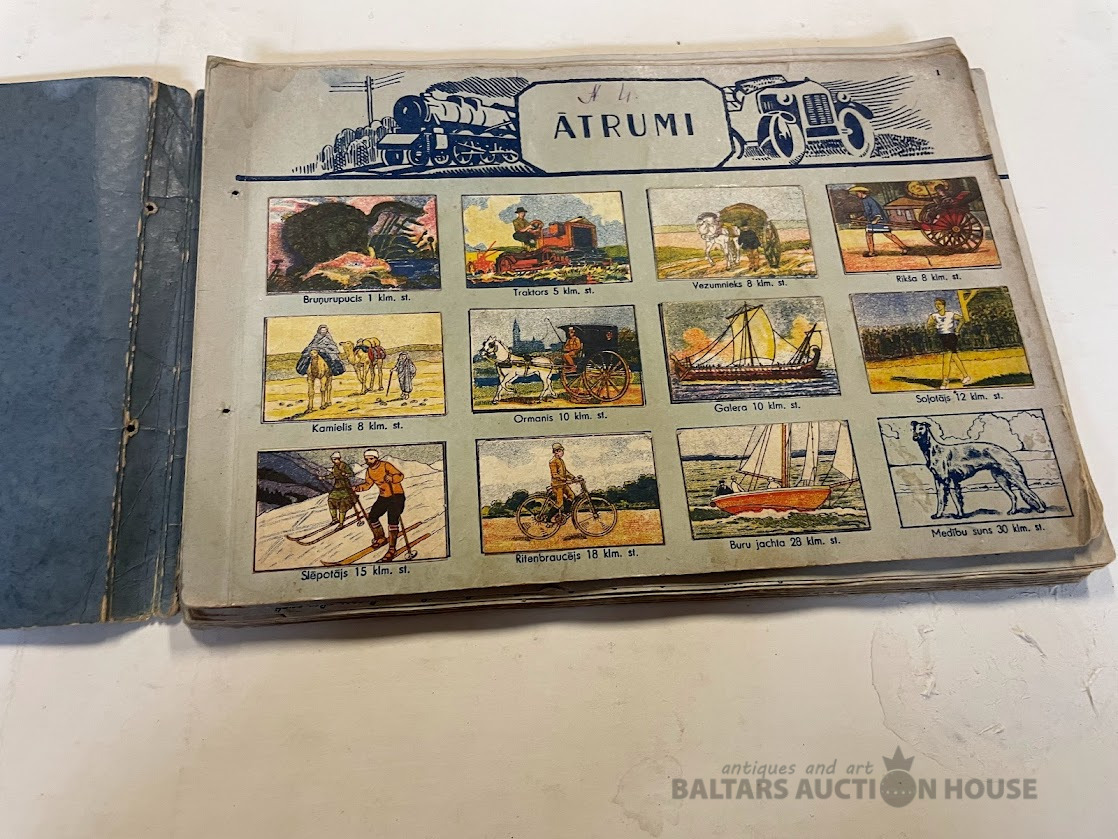 1
ĀTRUMI
Bruņurupucis 1 klm. st.
Traktors 5 klm. st.
Vezumnieks 8 klm. st.
Rikša 8 klm. st.
Kamielis 8 klm. st.
Ormanis 10 klm. st.
Galera 10 klm. st.
Soļotājs 12 klm. st.
Slēpotājs 15 klm. st.
Ritenbraucējs 18 klm. st.
Buru jachta 28 klm. st.
Medību suns 30 klm. st.
antiques and art
BALTARS AUCTION HOUSE